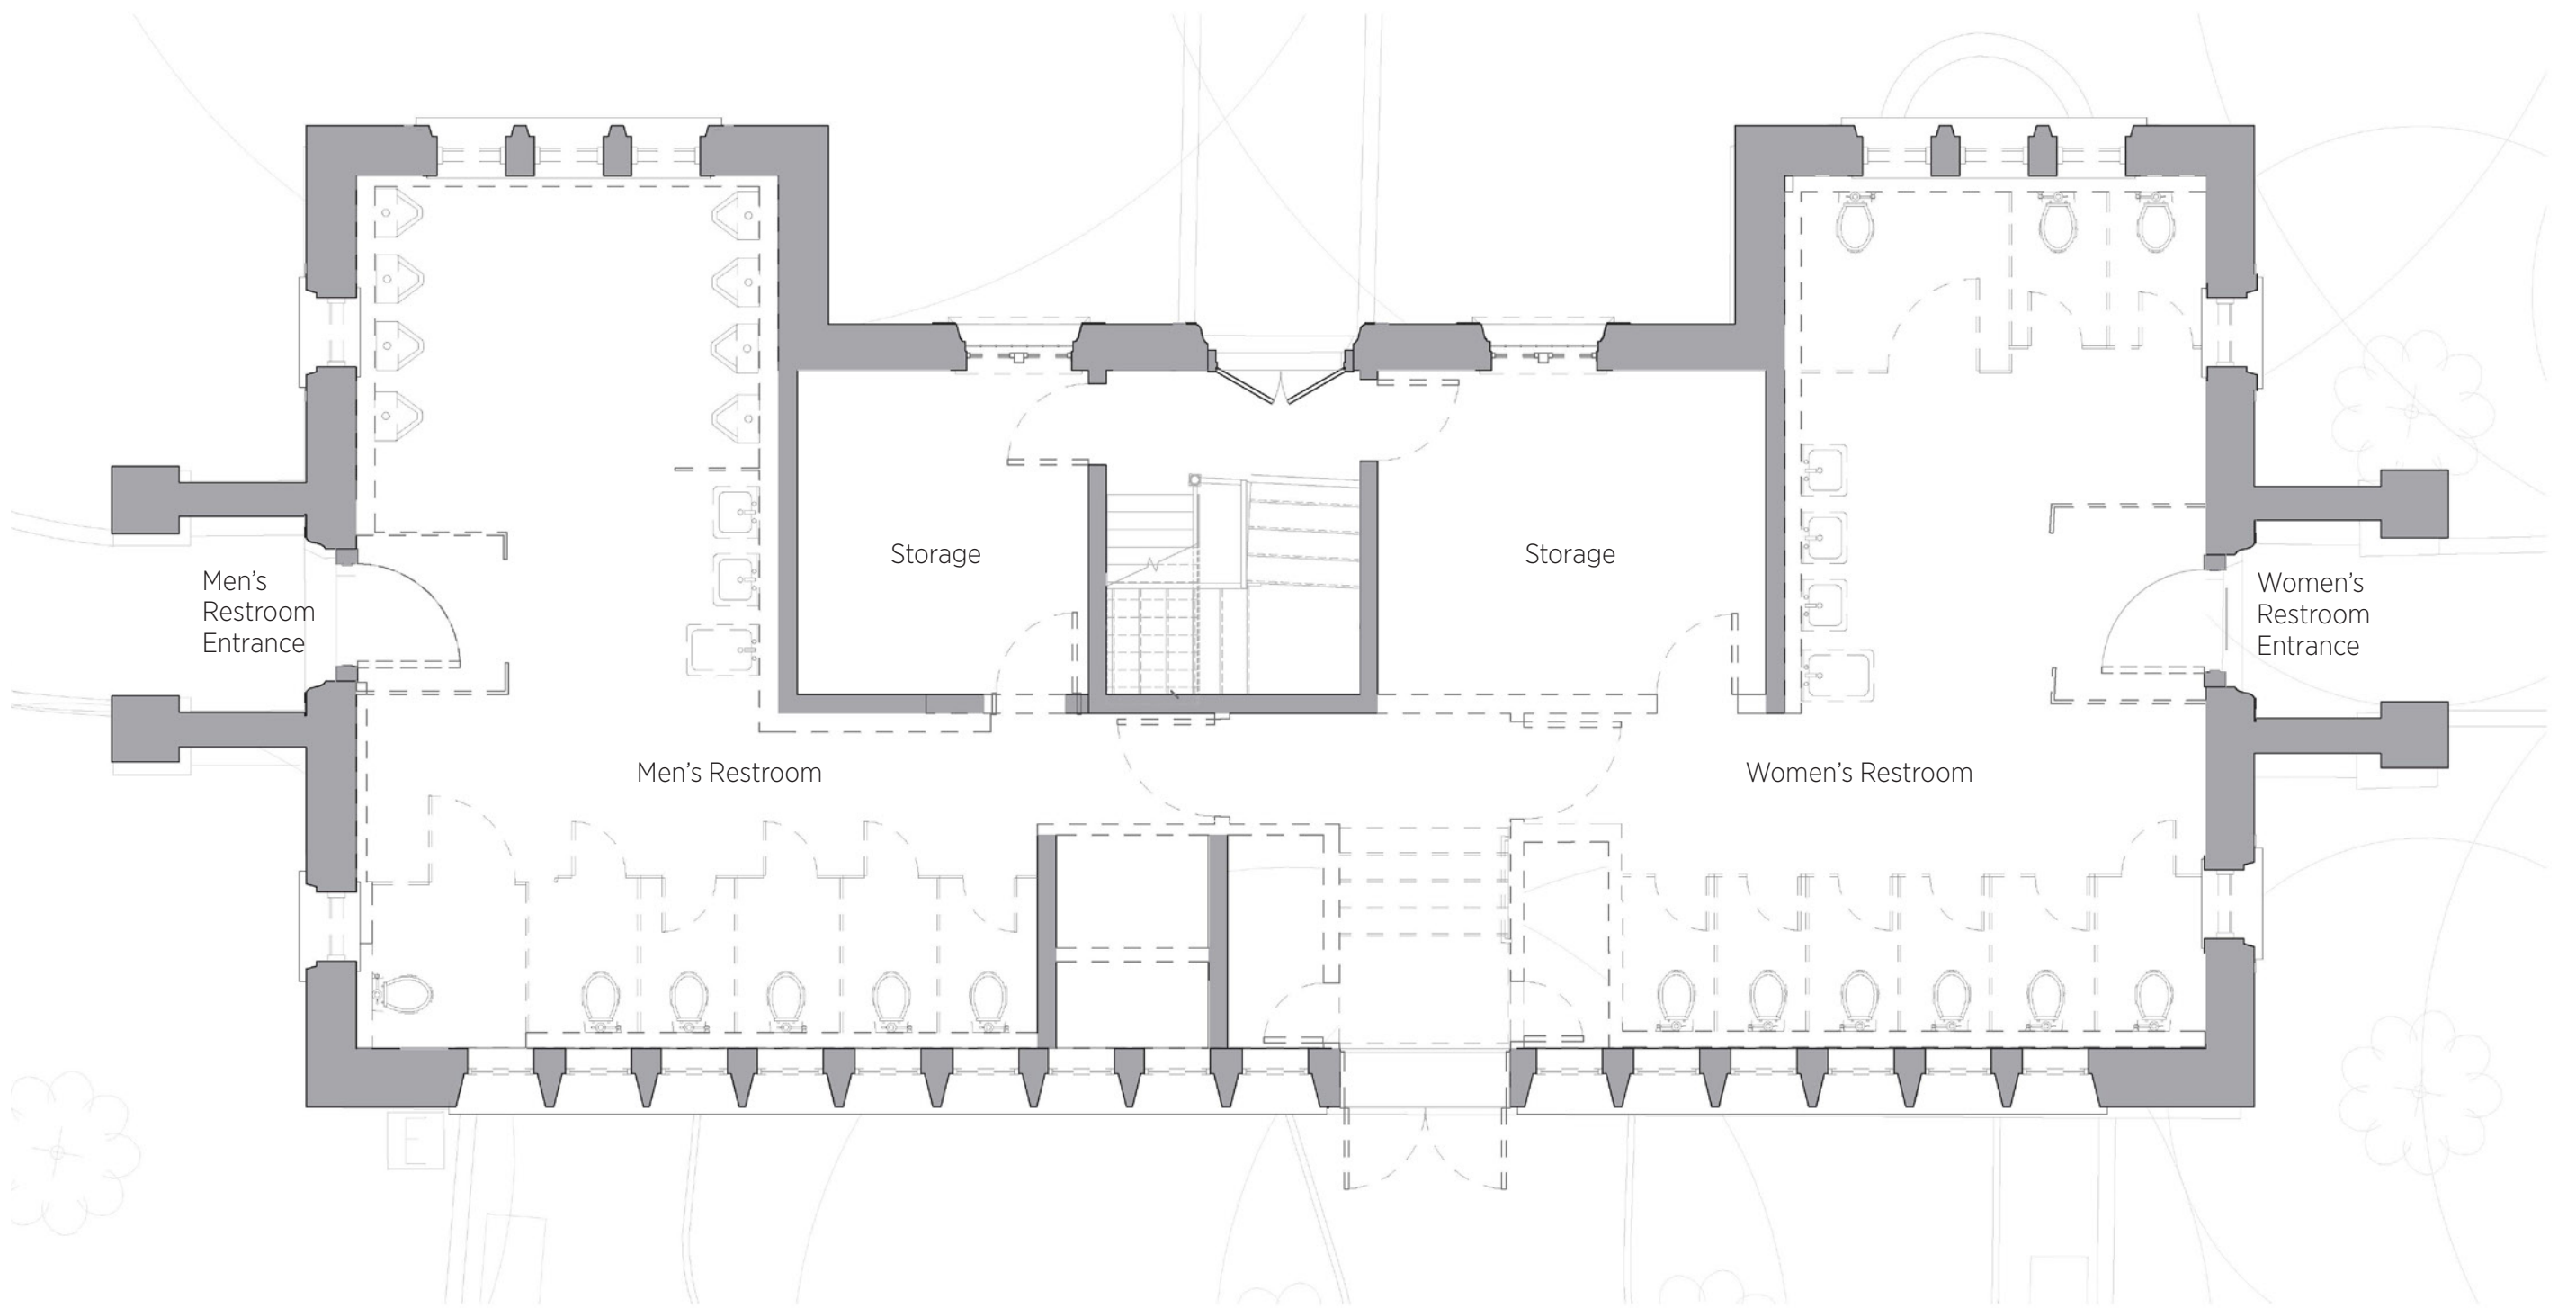 Storage
Storage
Men's
Restroom
Entrance
Women's
Restroom
Entrance
Men's Restroom
Women's Restroom
E